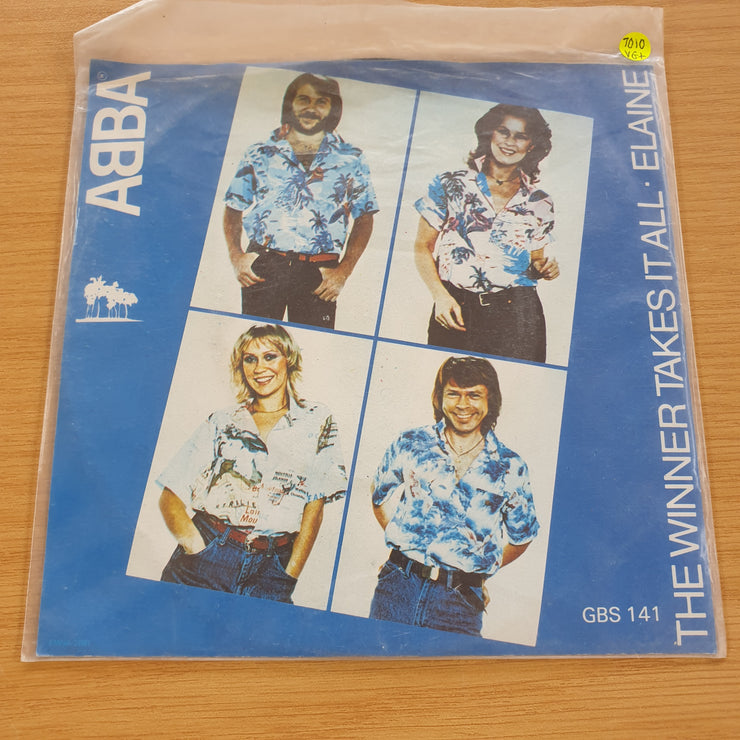 7010
VG+
ABBA
®
THE WINNER TAKES IT ALL · ELAINE
GBS 141